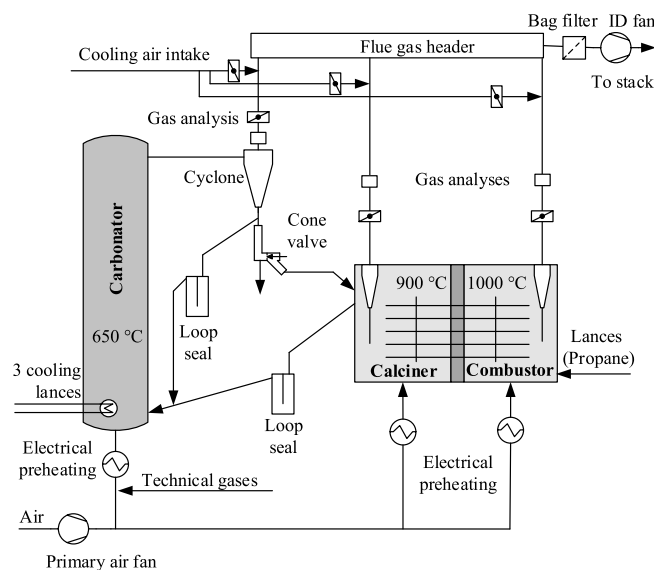 Bag filter
ID fan
Flue gas header
Cooling air intake
To stack
Gas analysis
Gas analyses
Cyclone
Cone
valve
Carbonator
900 °C
1000 °C
650 °C
Loop
seal
Lances
(Propane)
3 cooling
lances
Calciner
Combustor
Loop
seal
Electrical
preheating
Electrical
preheating
Technical gases
Air
Primary air fan